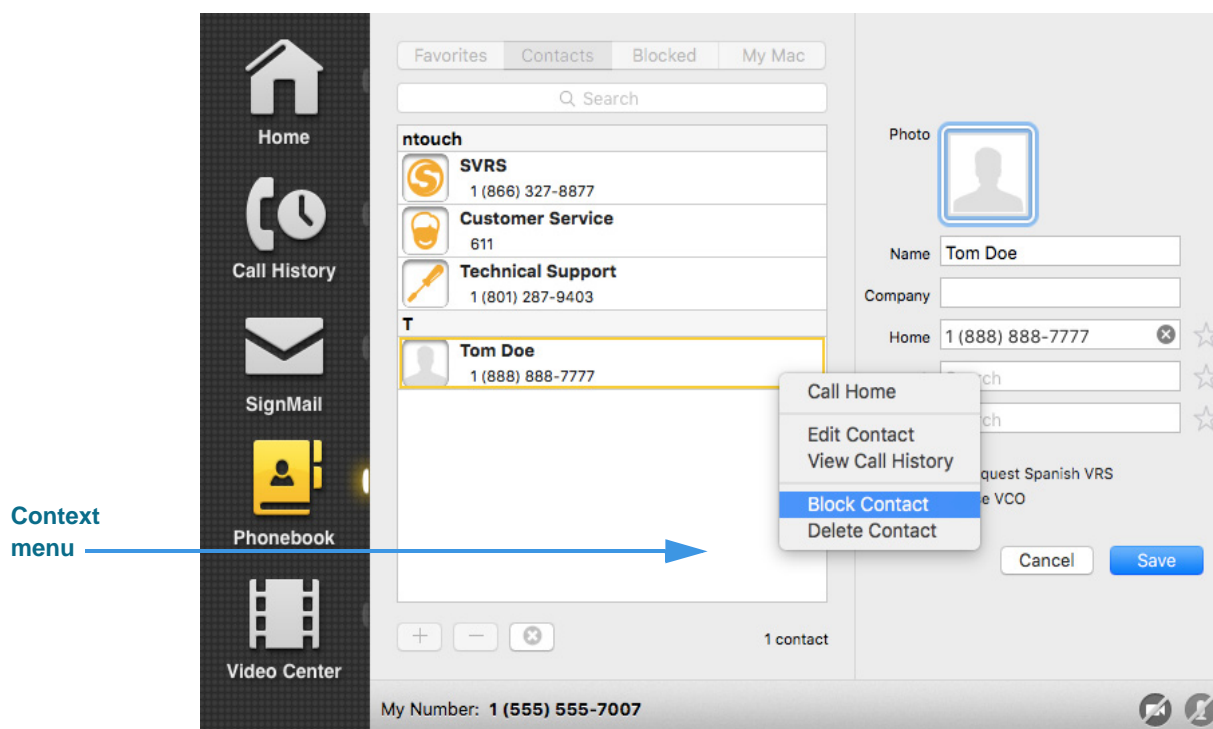 Context
menu
Home
Call History
SignMail
Phonebook
Video Center
Favorites Contacts Blocked My Mac
Search
ntouch
SVRS
1 (866) 327-8877
Customer Service
611
Technical Support
1 (801) 287-9403
T
Tom Doe
1 (888) 888-7777
1 contact
Call Home
Edit Contact
View Call History
Block Contact
Delete Contact
Photo
Name Tom Doe
Company
Home 1 (888) 888-7777
Spanish VRS
VCO
Cancel Save
My Number: 1 (555) 555-7007